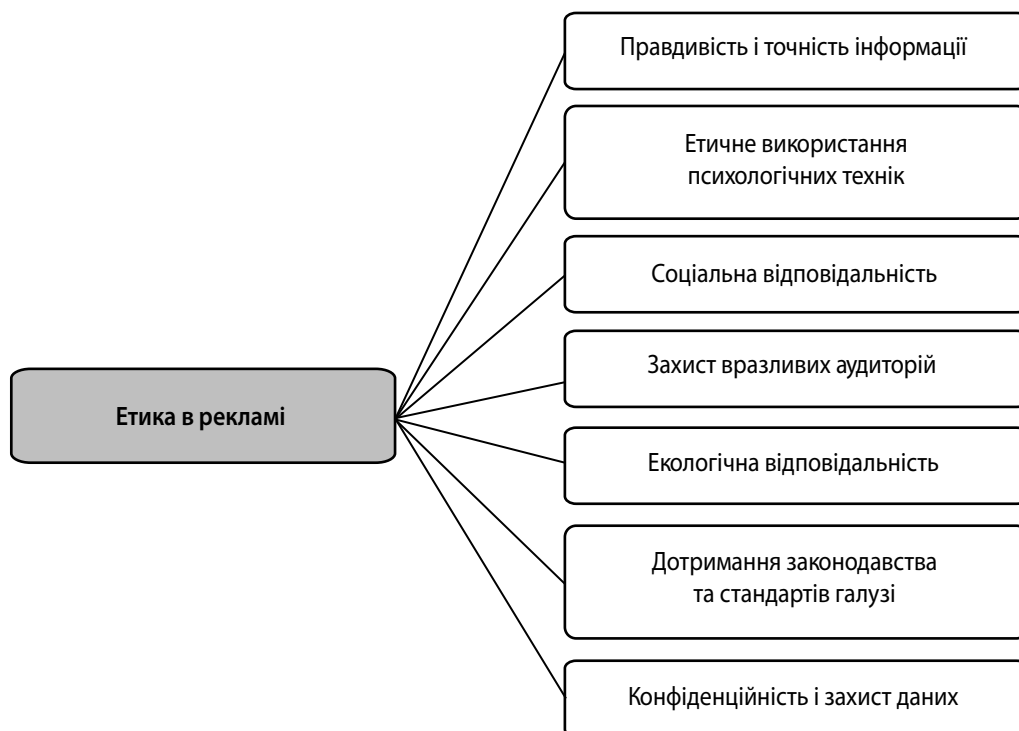 Правдивість і точність інформації
Етичне використання
психологічних технік
Соціальна відповідальність
Захист вразливих аудиторій
Етика в рекламі
Екологічна відповідальність
Дотримання законодавства
та стандартів галузі
Конфіденційність і захист даних